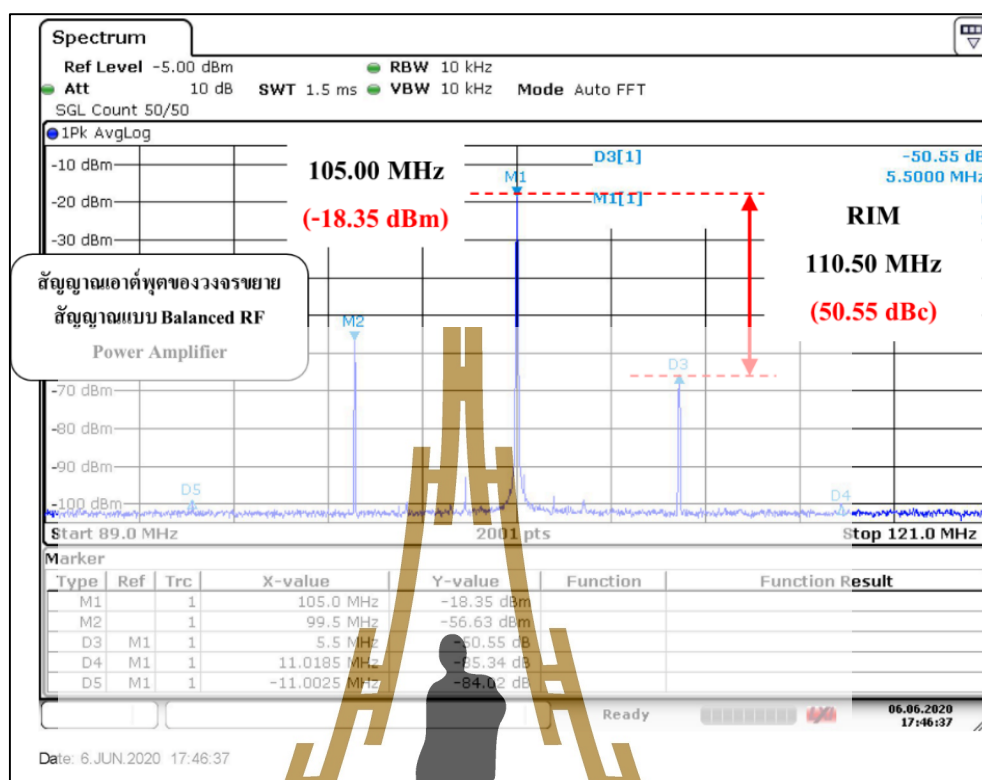 Spectrum
Ref Level -5.00 dBm RBW 10 kHz
Att 10 dB SWT 1.5 ms VBW 10 kHz Mode Auto FFT
SGL Count 50/50
1Pk AvgLog
-10 dBm
D3[1] -50.55 dB
M1 5.5000 MHz
105.00 MHz
-20 dBm
M1[1]
(-18.35 dBm)
RIM
-30 dBm
110.50 MHz
(50.55 dBc)
สัญญาณเอาต์พุตของวงจรขยาย
สัญญาณแบบ Balanced RF
Power Amplifier
M2
D3
-70 dBm
-80 dBm
-90 dBm
D5 D4
-100 dBm
Start 89.0 MHz 2001 pts Stop 121.0 MHz
Marker
Type Ref Trc X-value Y-value Function Function Result
M1 1 105.0 MHz -18.35 dBm
M2 1 99.5 MHz -56.63 dBm
D3 M1 1 5.5 MHz -50.55 dB
D4 M1 1 11.0185 MHz -85.34 dB
D5 M1 1 -11.0025 MHz -84.02 dB
Ready 06.06.2020
17:46:37
Date: 6.JUN.2020 17:46:37